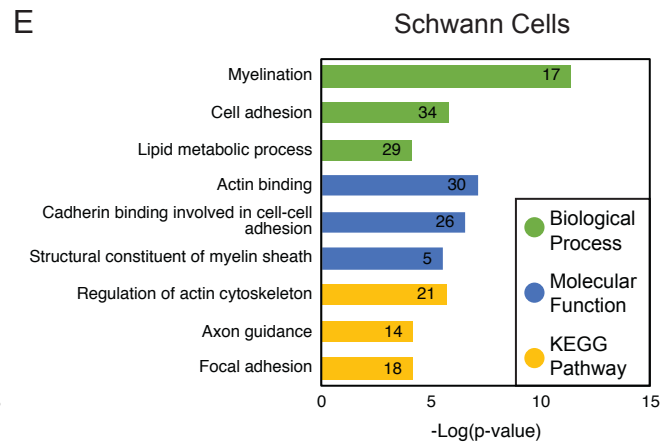 E
Schwann Cells
Myelination
17
Cell adhesion
34
Lipid metabolic process
29
Actin binding
30
Cadherin binding involved in cell-cell
adhesion
26
Structural constituent of myelin sheath
5
Regulation of actin cytoskeleton
21
Axon guidance
14
Focal adhesion
18
Biological
Process
Molecular
Function
KEGG
Pathway
0
5
10
15
-Log(p-value)